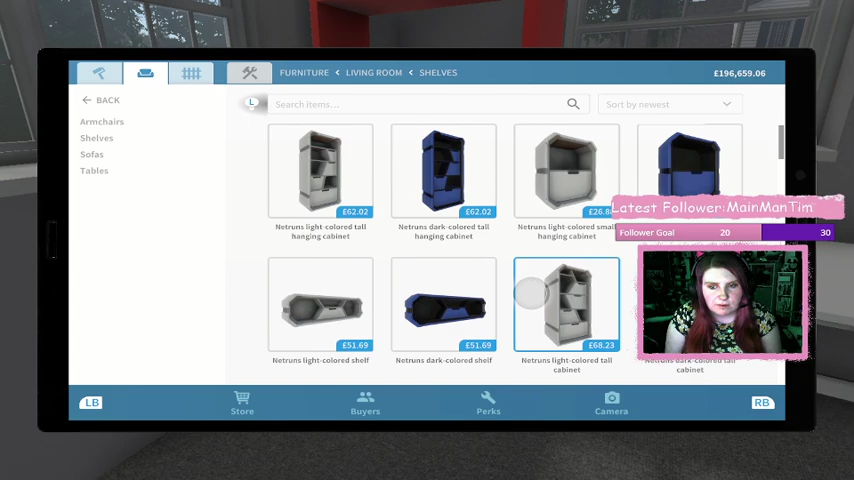 FURNITURE < LIVING ROOM < SHELVES
£196,659.06
BACK
L
Search items...
Sort by newest
Armchairs
Shelves
Sofas
Tables
£62.02
£62.02
Netruns light-colored tall
hanging cabinet
Netruns dark-colored tall
hanging cabinet
Netruns light-colored small
hanging cabinet
Latest Follower:MainManTim
Follower Goal 20 30
£51.69
£51.69
£68.23
Netruns light-colored shelf
Netruns dark-colored shelf
Netruns light-colored tall
cabinet
cabinet
LB
Store
Buyers
Perks
Camera
RB